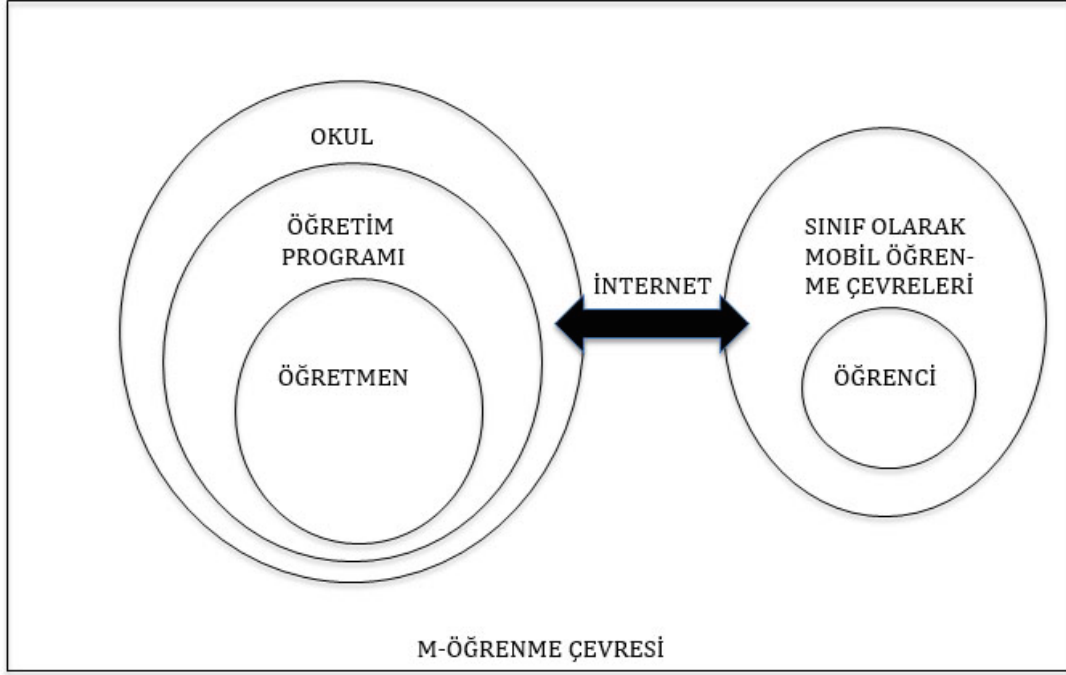 OKUL
ÖĞRETİM
PROGRAMI
ÖĞRETMEN
İNTERNET
SINIF OLARAK
MOBİL ÖĞREN-
ME ÇEVRELERİ
ÖĞRENCİ
M-ÖĞRENME ÇEVRESİ